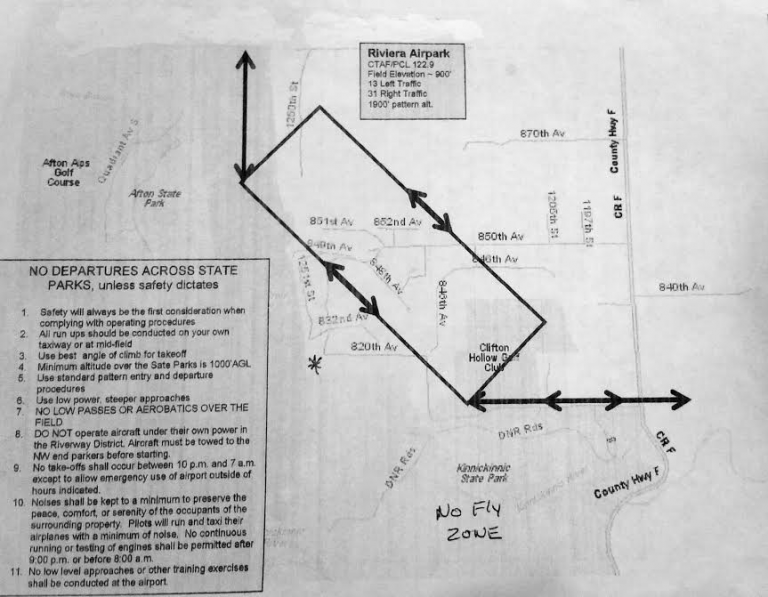 Riviera Airpark
CTAF/PCL 122.9
Field Elevation ~ 900'
13 Left Traffic
31 Right Traffic
1900' pattern alt.
1250th St
Quadrant Av S
Afton Alps
Golf
Course
Afton State
Park
870th Av
County Hwy F
CR F
1205th St
1197th St
851st Av
852nd Av
850th Av
849th Av
846th Av
1251st St
832nd Av
820th Av
840th Av
Clifton
Hollow Golf
Club
NO DEPARTURES ACROSS STATE
PARKS, unless safety dictates
1. Safety will always be the first consideration when
complying with operating procedures
2. All run ups should be conducted on your own
taxiway or at mid-field
3. Use best angle of climb for takeoff
4. Minimum altitude over the Sate Parks is 1000'AGL
5. Use standard pattern entry and departure
procedures
6. Use low power, steeper approaches
7. NO LOW PASSES OR AEROBATICS OVER THE
FIELD
8. DO NOT operate aircraft under their own power in
the Riverway District. Aircraft must be towed to the
NW end parkers before starting.
9. No take-offs shall occur between 10 p.m. and 7 a.m.
except to allow emergency use of airport outside of
hours indicated.
10. Noises shall be kept to a minimum to preserve the
peace, comfort, or serenity of the occupants of the
surrounding property. Pilots will run and taxi their
airplanes with a minimum of noise. No continuous
running or testing of engines shall be permitted after
9:00 p.m. or before 8:00 a.m.
11. No low level approaches or other training exercises
shall be conducted at the airport.
DNR Rds
DNR Rds
CR F
County Hwy F
Kinnickinnic
State Park
No Fly
ZONE